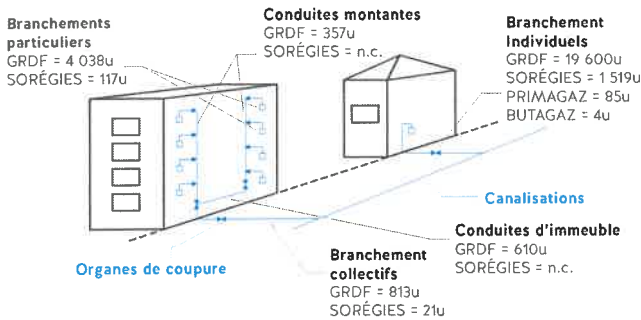 Branchements
particuliers
GRDF = 4 038u
SORÉGIES = 117u
Conduites montantes
GRDF = 357u
SORÉGIES = n.c.
Branchement
Individuels
GRDF = 19 600u
SORÉGIES = 1 519u
PRIMAGAZ = 85u
BUTAGAZ = 4u
Canalisations
Organes de coupure
Branchement
collectifs
GRDF = 813u
SORÉGIES = 21u
Conduites d'immeuble
GRDF = 610u
SORÉGIES = n.c.